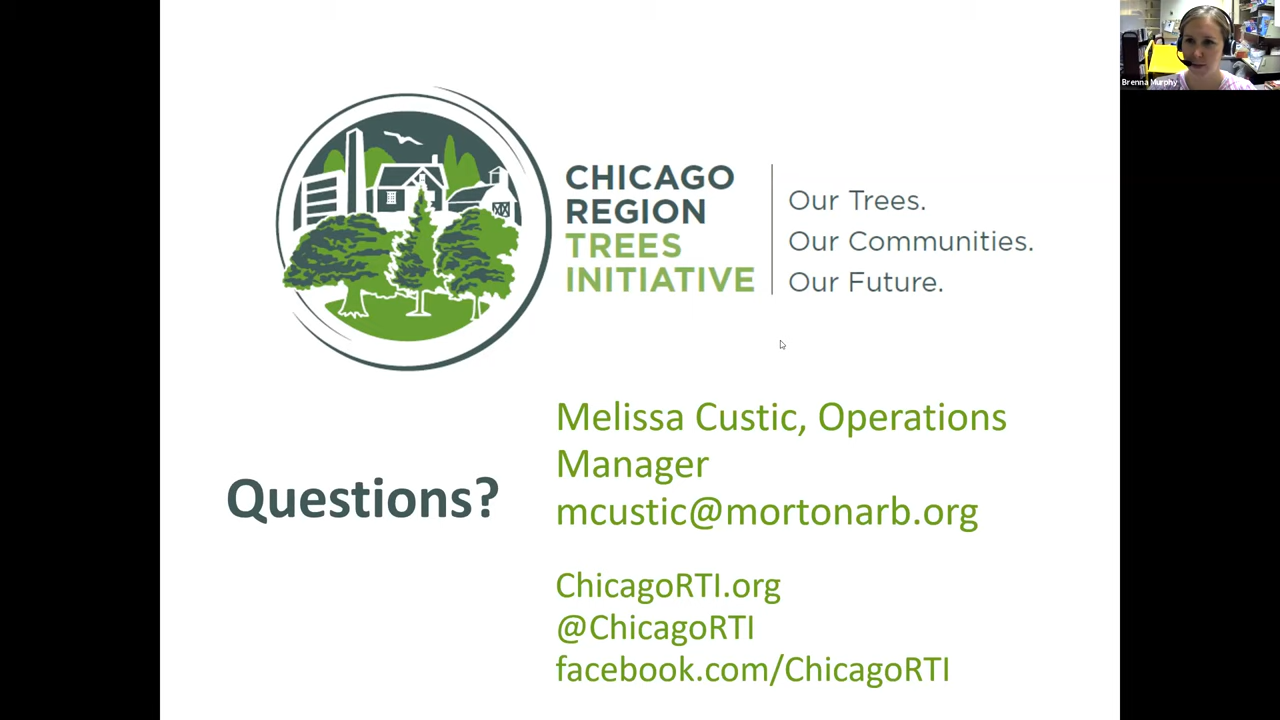 Brenna Murphy
CHICAGO
REGION
TREES
INITIATIVE
Our Trees.
Our Communities.
Our Future.
Questions?
Melissa Custic, Operations
Manager
mcustic@mortonarb.org
ChicagoRTI.org
@ChicagoRTI
facebook.com/ChicagoRTI